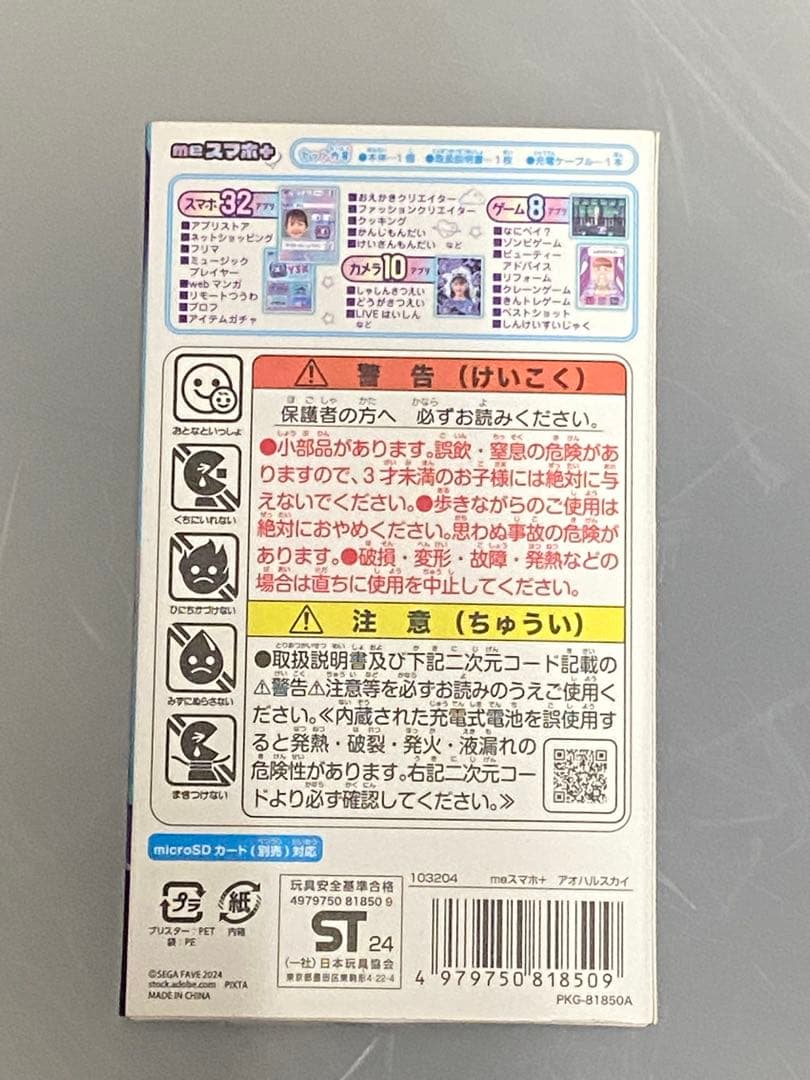 meスマホ+
セット内容 ●本体…1個 ●取扱説明書…1枚 ●充電ケーブル…1本
スマホ32アプリ
■アプリストア
■ネットショッピング
■フリマ
■ミュージック
プレイヤー
■webマンガ
■リモートつうわ
■プロフ
■アイテムガチャ
■おえかきクリエイター
■ファッションクリエイター
■クッキング
■かんじもんだい
■けいさんもんだい など
カメラ10アプリ
■しゃしんさつえい
■どうがさつえい
■LIVEはいしん
など
ゲーム8アプリ
■なにペイ?
■ゾンビゲーム
■ビューティー
アドバイス
■リフォーム
■クレーンゲーム
■きんトレゲーム
■ベストショット
■しんけいすいじゃく
おとなといっしょ
くちにいれない
ひにちかづけない
みずにぬらさない
まきつけない
⚠警告(けいこく)
保護者の方へ 必ずお読みください。
●小部品があります。誤飲・窒息の危険があ
りますので、3才未満のお子様には絶対に与
えないでください。●歩きながらのご使用は
絶対におやめください。思わぬ事故の危険が
あります。●破損・変形・故障・発熱などの
場合は直ちに使用を中止してください。
⚠注意(ちゅうい)
●取扱説明書及び下記二次元コード記載の
⚠警告⚠注意等を必ずお読みのうえご使用く
ださい。≪内蔵された充電式電池を誤使用す
ると発熱・破裂・発火・液漏れの
危険性があります。右記二次元コー
ドより必ず確認してください。≫
microSDカード(別売)対応
プラ
紙
ブリスター:PET
袋:PE
内箱
©SEGA FAVE 2024
stock.adobe.com PIXTA
MADE IN CHINA
玩具安全基準合格
4979750 81850 9
ST 24
(一社)日本玩具協会
東京都墨田区東駒形4-22-4
103204 meスマホ+ アオハルスカイ
4 979750 818509
PKG-81850A